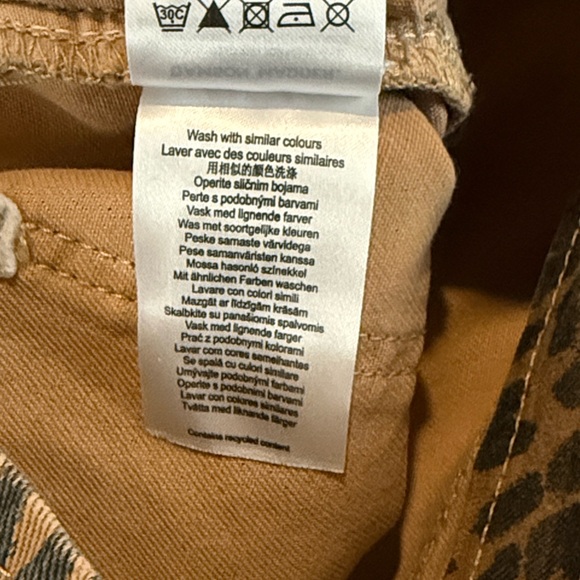 30C
Wash with similar colours
Laver avec des couleurs similaires
用相似的顏色洗滌
Operite sličnim bojama
Perte s podobnými barvami
Vask med lignende farver
Was met soortgelijke kleuren
Peske samaste värvidega
Pese samanväristen kanssa
Mossa hasonló színekkel
Mit ähnlichen Farben waschen
Lavare con colori simili
Mazgāt ar līdzīgām krāsām
Skalbkite su panašiomis spalvomis
Vask med lignende farger
Prać z podobnymi kolorami
Lavar com cores semelhantes
Se spală cu culori similare
Umývajte podobnými farbami
Operite s podobnimi barvami
Lavar con colores similares
Tvätta med liknande färger
Contains recycled content